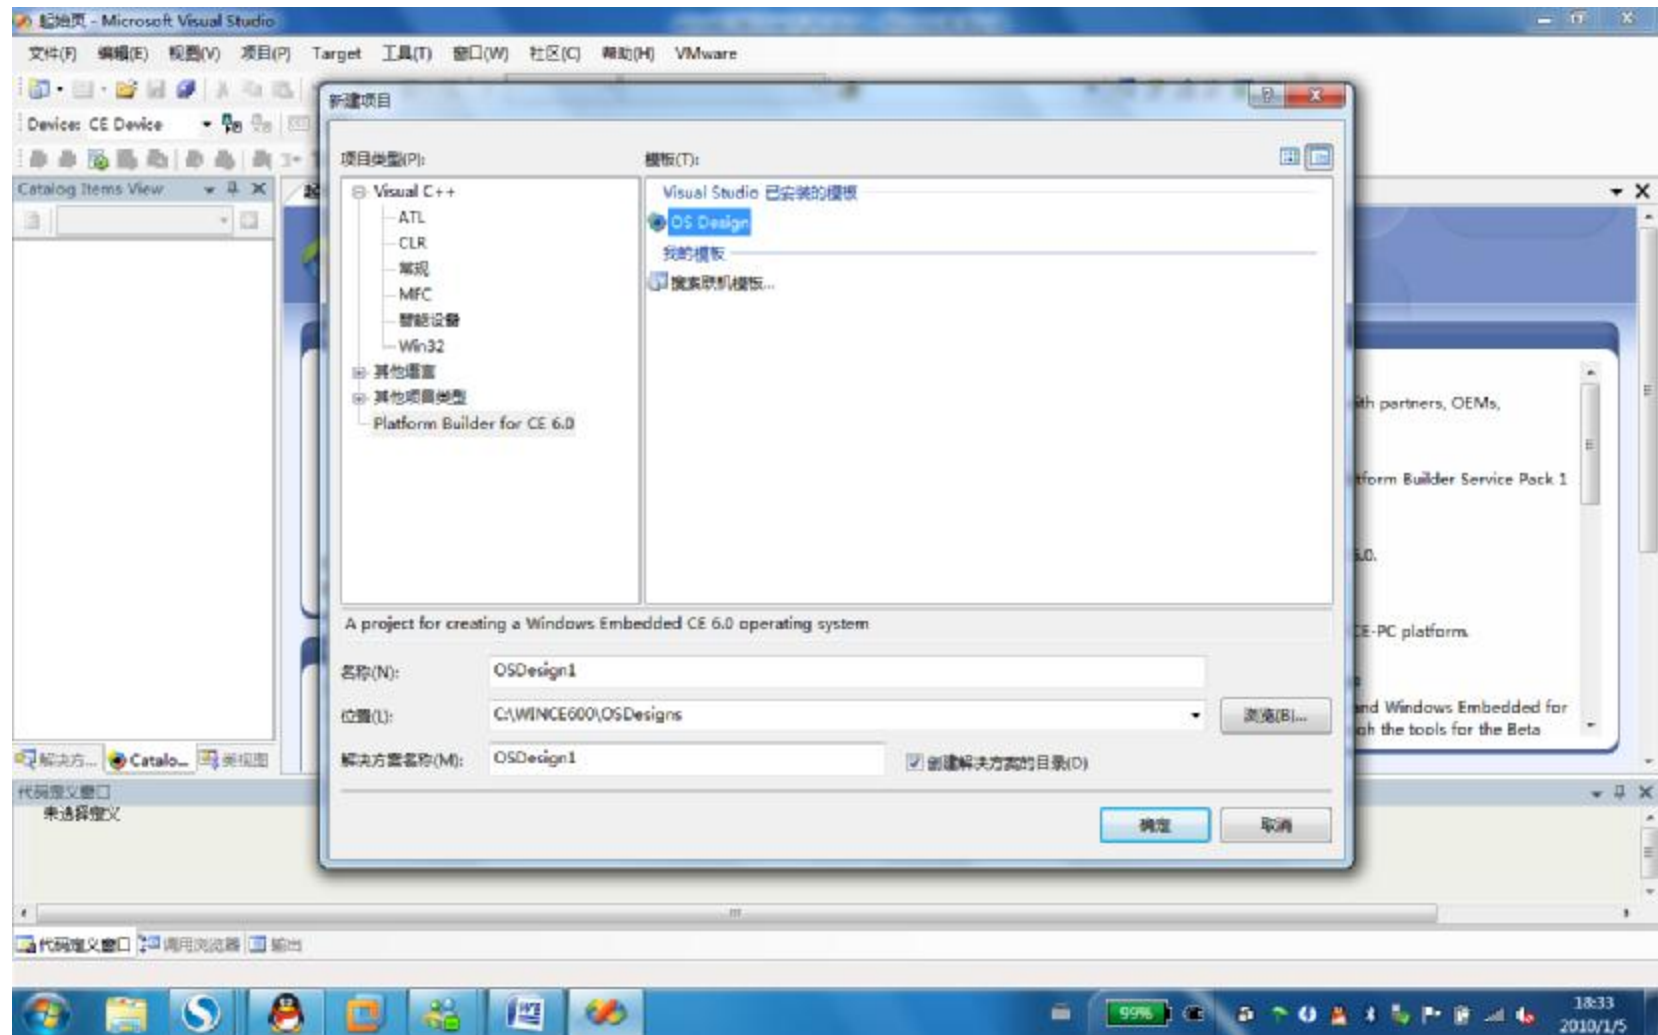 起始页 - Microsoft Visual Studio
文件(F) 编辑(E) 视图(V) 项目(P) Target 工具(T) 窗口(W) 社区(C) 帮助(H) VMware
Device: CE Device
Catalog Items View
新建项目
项目类型(P):
Visual C++
ATL
CLR
常规
MFC
智能设备
Win32
其他语言
其他项目类型
Platform Builder for CE 6.0
模板(T):
Visual Studio 已安装的模板
OS Design
我的模板
搜索联机模板...
A project for creating a Windows Embedded CE 6.0 operating system
名称(N): OSDesign1
位置(L): C:\WINCE600\OSDesigns 浏览(B)...
解决方案名称(M): OSDesign1 创建解决方案的目录(D)
确定 取消
ith partners, OEMs,
tform Builder Service Pack 1
6.0.
CE-PC platform.
and Windows Embedded for
gh the tools for the Beta
解决方... Catalo... 类视图
代码定义窗口
未选择定义
代码定义窗口 调用浏览器 输出
99%
18:33
2010/1/5